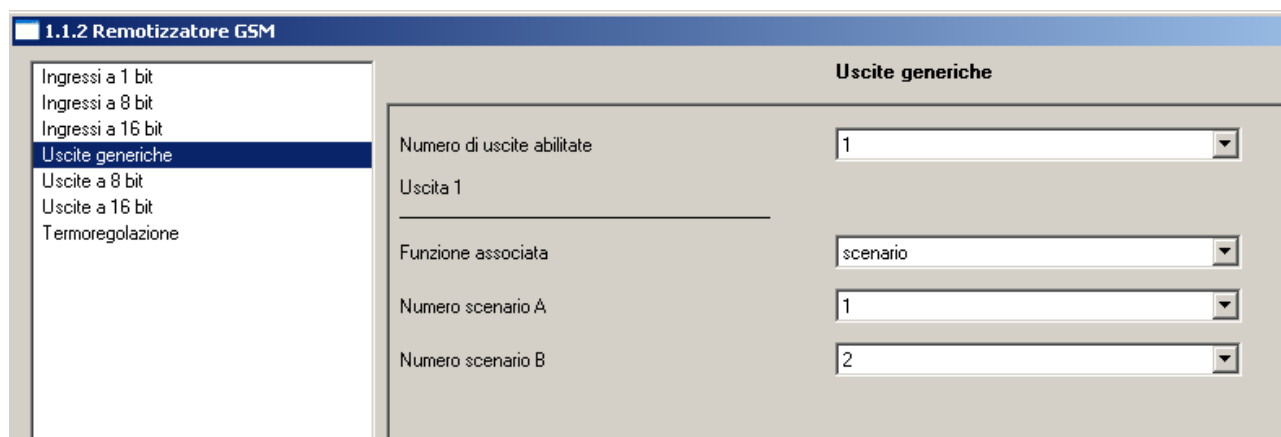 1.1.2 Remotizzatore GSM
Ingressi a 1 bit
Ingressi a 8 bit
Ingressi a 16 bit
Uscite generiche
Uscite a 8 bit
Uscite a 16 bit
Termoregolazione
Uscite generiche
Numero di uscite abilitate 1
Uscita 1
Funzione associata scenario
Numero scenario A 1
Numero scenario B 2